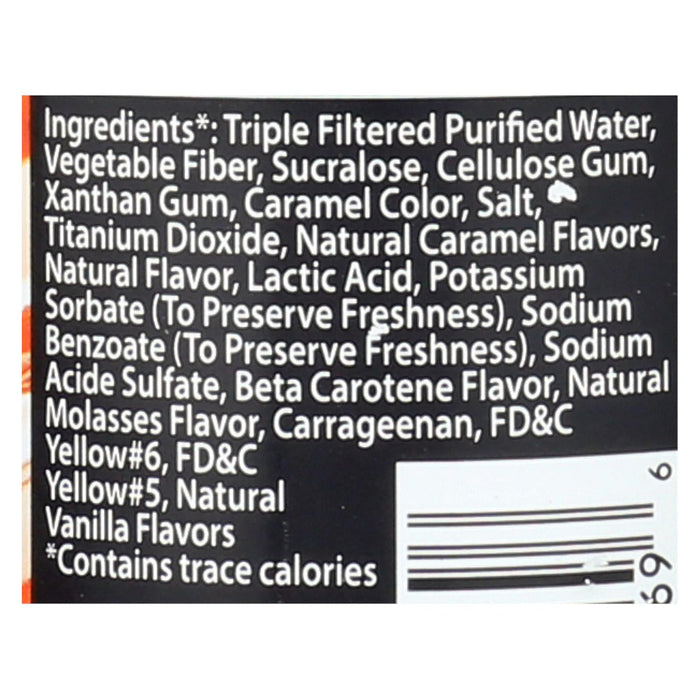 Ingredients*: Triple Filtered Purified Water,
Vegetable Fiber, Sucralose, Cellulose Gum,
Xanthan Gum, Caramel Color, Salt,
Titanium Dioxide, Natural Caramel Flavors,
Natural Flavor, Lactic Acid, Potassium
Sorbate (To Preserve Freshness), Sodium
Benzoate (To Preserve Freshness), Sodium
Acide Sulfate, Beta Carotene Flavor, Natural
Molasses Flavor, Carrageenan, FD&C
Yellow#6, FD&C
Yellow#5, Natural
Vanilla Flavors
*Contains trace calories